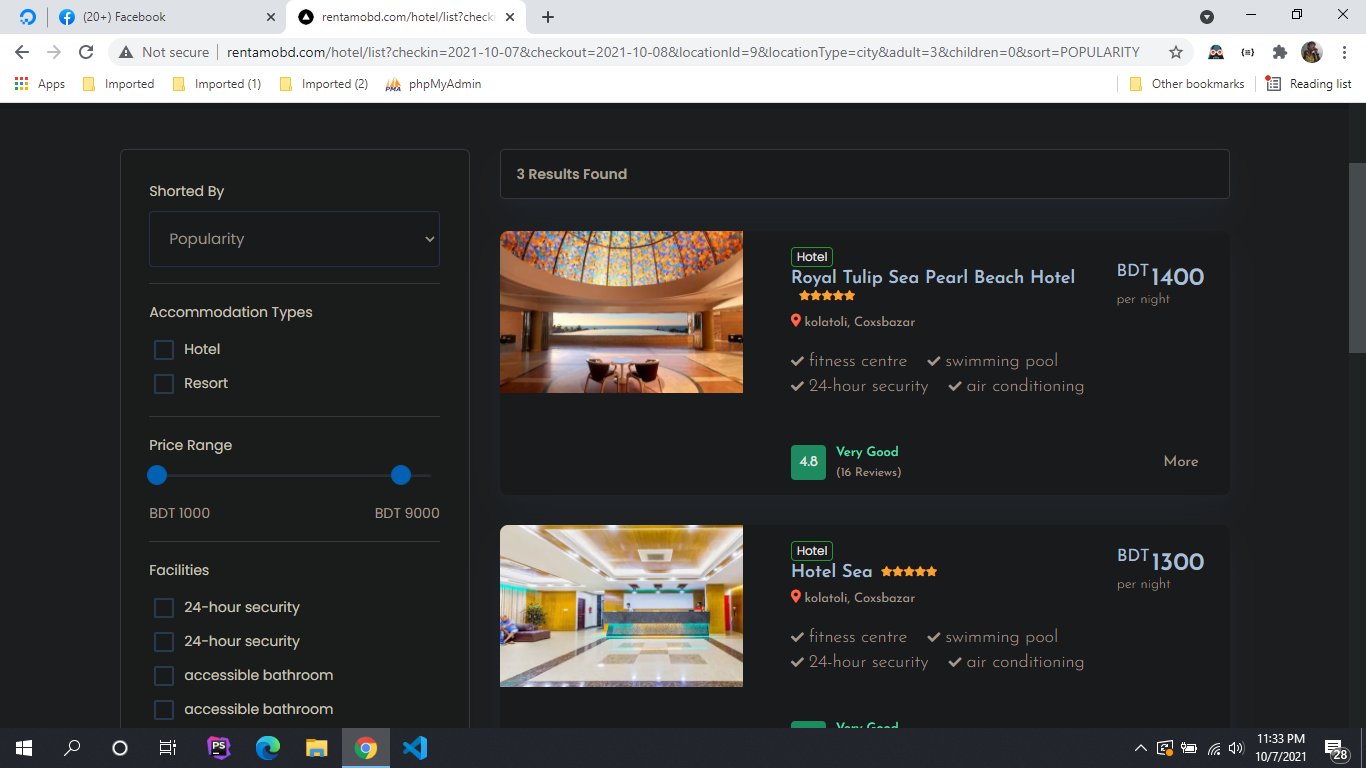 (20+) Facebook
rentamobd.com/hotel/list?checki
Not secure
rentamobd.com/hotel/list?checkin=2021-10-07&checkout=2021-10-08&locationId=9&locationType=city&adult=3&children=0&sort=POPULARITY
Apps
Imported
Imported (1)
Imported (2)
phpMyAdmin
Other bookmarks
Reading list
Shorted By
Popularity
Accommodation Types
Hotel
Resort
Price Range
BDT 1000
BDT 9000
Facilities
24-hour security
24-hour security
accessible bathroom
accessible bathroom
3 Results Found
Hotel
Royal Tulip Sea Pearl Beach Hotel
BDT 1400
per night
kolatoli, Coxsbazar
fitness centre swimming pool
24-hour security air conditioning
4.8
Very Good
(16 Reviews)
More
Hotel
Hotel Sea
BDT 1300
per night
kolatoli, Coxsbazar
fitness centre swimming pool
24-hour security air conditioning
Very Good
PS
11:33 PM
10/7/2021
28